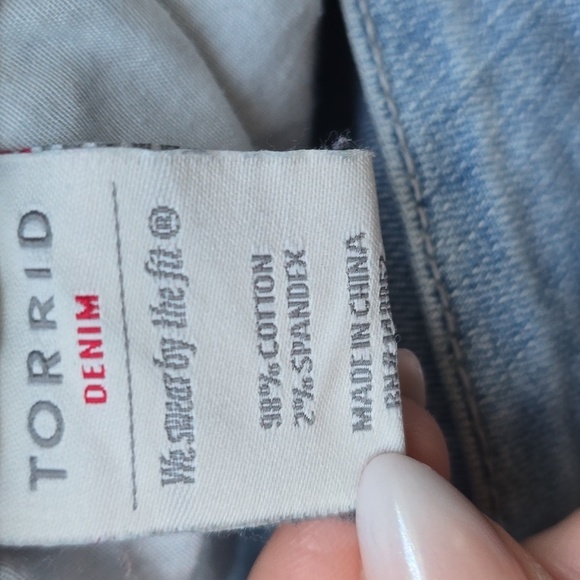 TORRID
DENIM
We swear by the fit ®
98% COTTON
2% SPANDEX
MADE IN CHINA